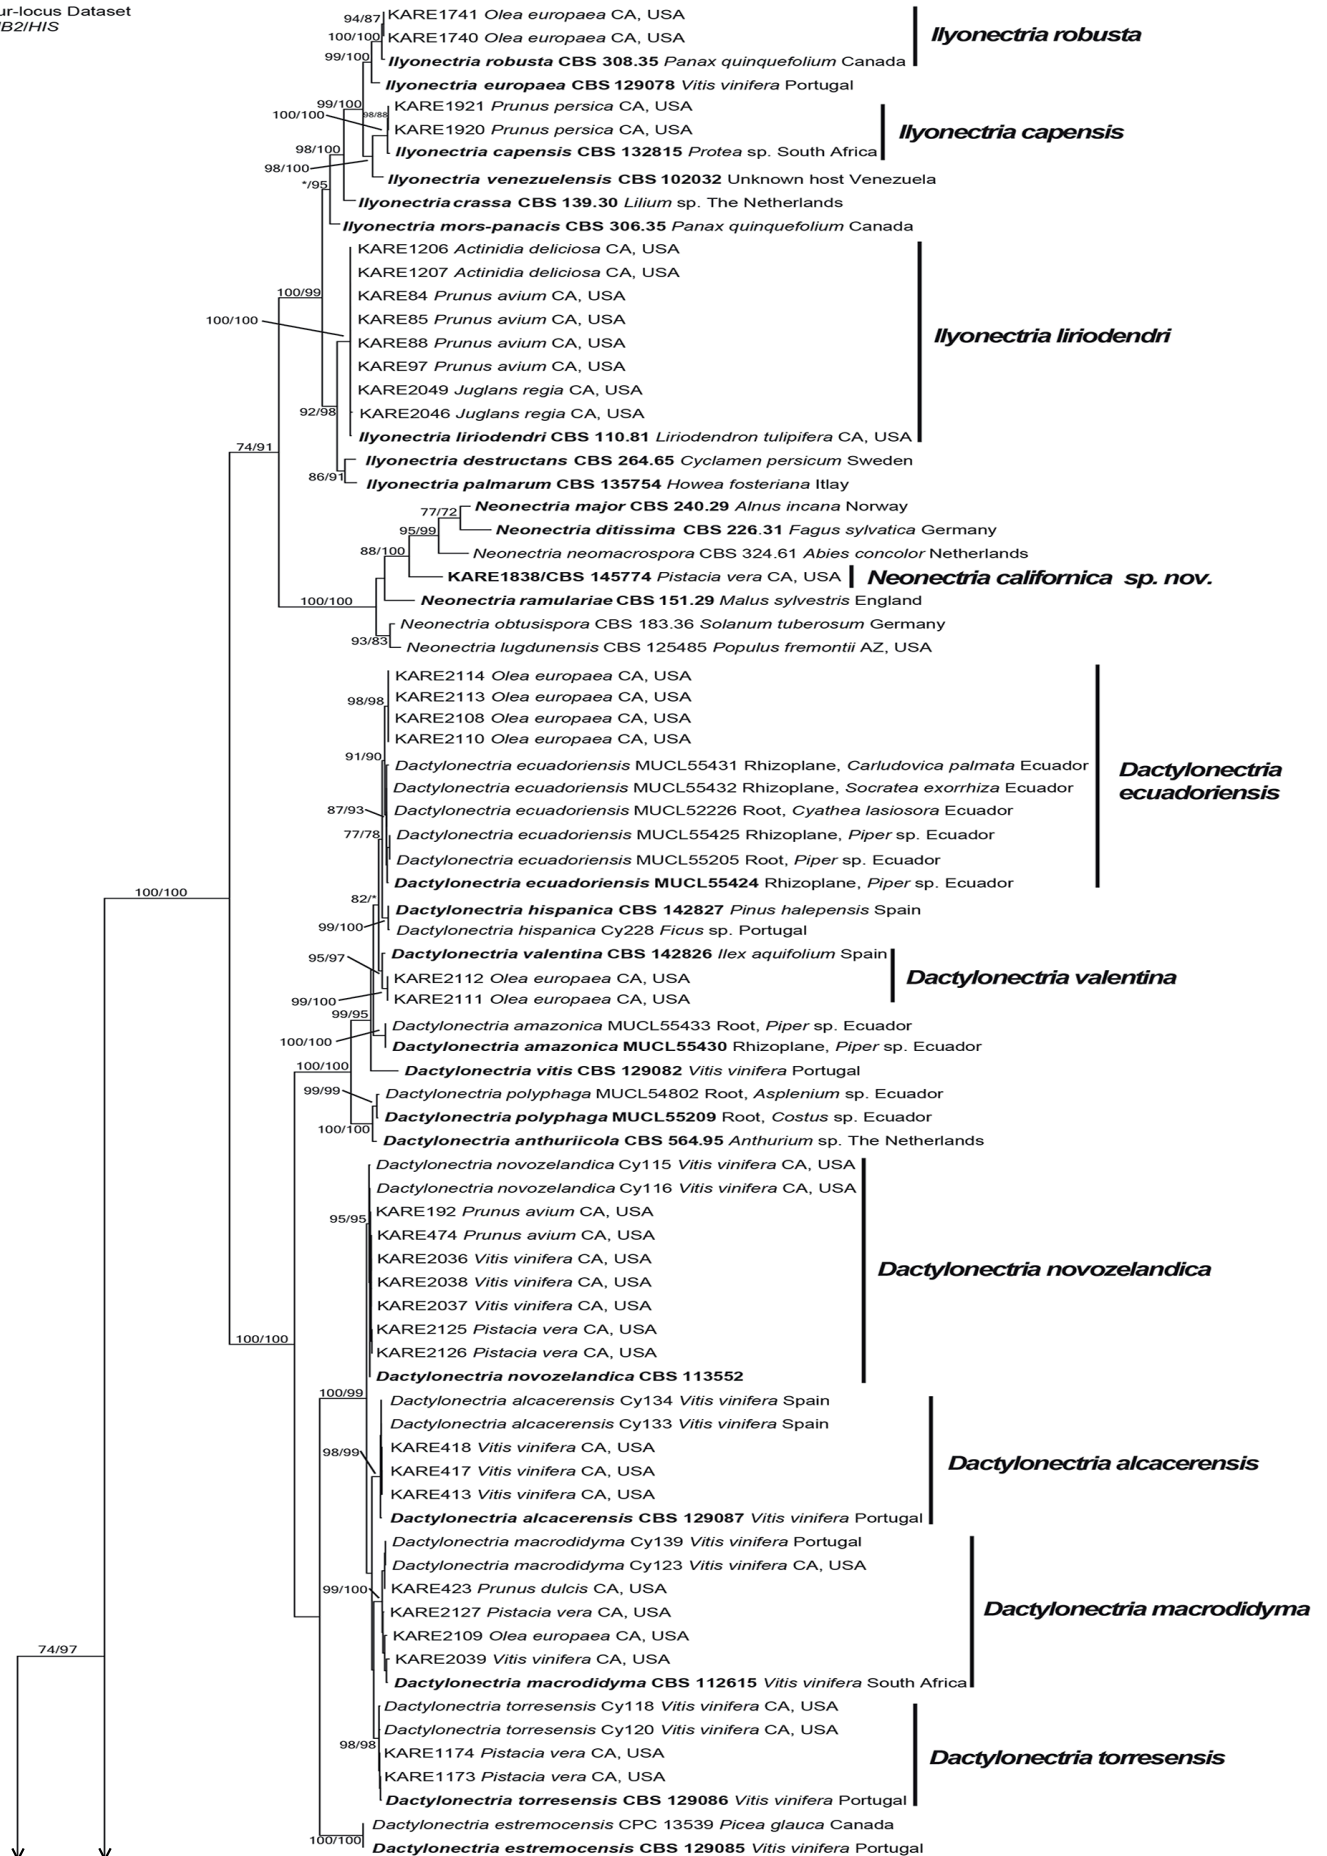 ur-locus Dataset
B2/HIS
94/87
KARE1741 Olea europaea CA, USA
100/100
KARE1740 Olea europaea CA, USA
Ilyonectria robusta
99/100
Ilyonectria robusta CBS 308.35 Panax quinquefolium Canada
Ilyonectria europaea CBS 129078 Vitis vinifera Portugal
99/100
KARE1921 Prunus persica CA, USA
100/100
98/88
KARE1920 Prunus persica CA, USA
Ilyonectria capensis
98/100
Ilyonectria capensis CBS 132815 Protea sp. South Africa
98/100
Ilyonectria venezuelensis CBS 102032 Unknown host Venezuela
*/95
Ilyonectria crassa CBS 139.30 Lilium sp. The Netherlands
Ilyonectria mors-panacis CBS 306.35 Panax quinquefolium Canada
KARE1206 Actinidia deliciosa CA, USA
KARE1207 Actinidia deliciosa CA, USA
100/99
KARE84 Prunus avium CA, USA
100/100
KARE85 Prunus avium CA, USA
KARE88 Prunus avium CA, USA
Ilyonectria liriodendri
KARE97 Prunus avium CA, USA
KARE2049 Juglans regia CA, USA
92/98
KARE2046 Juglans regia CA, USA
Ilyonectria liriodendri CBS 110.81 Liriodendron tulipifera CA, USA
74/91
Ilyonectria destructans CBS 264.65 Cyclamen persicum Sweden
86/91
Ilyonectria palmarum CBS 135754 Howea fosteriana Itlay
77/72
Neonectria major CBS 240.29 Alnus incana Norway
95/99
Neonectria ditissima CBS 226.31 Fagus sylvatica Germany
88/100
Neonectria neomacrospora CBS 324.61 Abies concolor Netherlands
KARE1838/CBS 145774 Pistacia vera CA, USA
Neonectria californica sp. nov.
100/100
Neonectria ramulariae CBS 151.29 Malus sylvestris England
Neonectria obtusispora CBS 183.36 Solanum tuberosum Germany
93/83
Neonectria lugdunensis CBS 125485 Populus fremontii AZ, USA
KARE2114 Olea europaea CA, USA
98/98
KARE2113 Olea europaea CA, USA
KARE2108 Olea europaea CA, USA
KARE2110 Olea europaea CA, USA
91/90
Dactylonectria ecuadoriensis MUCL55431 Rhizoplane, Carludovica palmata Ecuador
Dactylonectria
ecuadoriensis
Dactylonectria ecuadoriensis MUCL55432 Rhizoplane, Socratea exorrhiza Ecuador
87/93
Dactylonectria ecuadoriensis MUCL52226 Root, Cyathea lasiosora Ecuador
77/78
Dactylonectria ecuadoriensis MUCL55425 Rhizoplane, Piper sp. Ecuador
Dactylonectria ecuadoriensis MUCL55205 Root, Piper sp. Ecuador
Dactylonectria ecuadoriensis MUCL55424 Rhizoplane, Piper sp. Ecuador
100/100
82/*
Dactylonectria hispanica CBS 142827 Pinus halepensis Spain
99/100
Dactylonectria hispanica Cy228 Ficus sp. Portugal
95/97
Dactylonectria valentina CBS 142826 Ilex aquifolium Spain
KARE2112 Olea europaea CA, USA
Dactylonectria valentina
99/100
KARE2111 Olea europaea CA, USA
99/95
Dactylonectria amazonica MUCL55433 Root, Piper sp. Ecuador
100/100
Dactylonectria amazonica MUCL55430 Rhizoplane, Piper sp. Ecuador
100/100
Dactylonectria vitis CBS 129082 Vitis vinifera Portugal
99/99
Dactylonectria polyphaga MUCL54802 Root, Asplenium sp. Ecuador
Dactylonectria polyphaga MUCL55209 Root, Costus sp. Ecuador
100/100
Dactylonectria anthuriicola CBS 564.95 Anthurium sp. The Netherlands
Dactylonectria novozelandica Cy115 Vitis vinifera CA, USA
Dactylonectria novozelandica Cy116 Vitis vinifera CA, USA
95/95
KARE192 Prunus avium CA, USA
KARE474 Prunus avium CA, USA
KARE2036 Vitis vinifera CA, USA
Dactylonectria novozelandica
KARE2038 Vitis vinifera CA, USA
KARE2037 Vitis vinifera CA, USA
KARE2125 Pistacia vera CA, USA
100/100
KARE2126 Pistacia vera CA, USA
Dactylonectria novozelandica CBS 113552
100/99
Dactylonectria alcacerensis Cy134 Vitis vinifera Spain
Dactylonectria alcacerensis Cy133 Vitis vinifera Spain
98/99
KARE418 Vitis vinifera CA, USA
Dactylonectria alcacerensis
KARE417 Vitis vinifera CA, USA
KARE413 Vitis vinifera CA, USA
Dactylonectria alcacerensis CBS 129087 Vitis vinifera Portugal
Dactylonectria macrodidyma Cy139 Vitis vinifera Portugal
Dactylonectria macrodidyma Cy123 Vitis vinifera CA, USA
99/100
KARE423 Prunus dulcis CA, USA
KARE2127 Pistacia vera CA, USA
Dactylonectria macrodidyma
KARE2109 Olea europaea CA, USA
74/97
KARE2039 Vitis vinifera CA, USA
Dactylonectria macrodidyma CBS 112615 Vitis vinifera South Africa
Dactylonectria torresensis Cy118 Vitis vinifera CA, USA
Dactylonectria torresensis Cy120 Vitis vinifera CA, USA
98/98
KARE1174 Pistacia vera CA, USA
Dactylonectria torresensis
KARE1173 Pistacia vera CA, USA
Dactylonectria torresensis CBS 129086 Vitis vinifera Portugal
Dactylonectria estremocensis CPC 13539 Picea glauca Canada
100/100
Dactylonectria estremocensis CBS 129085 Vitis vinifera Portugal